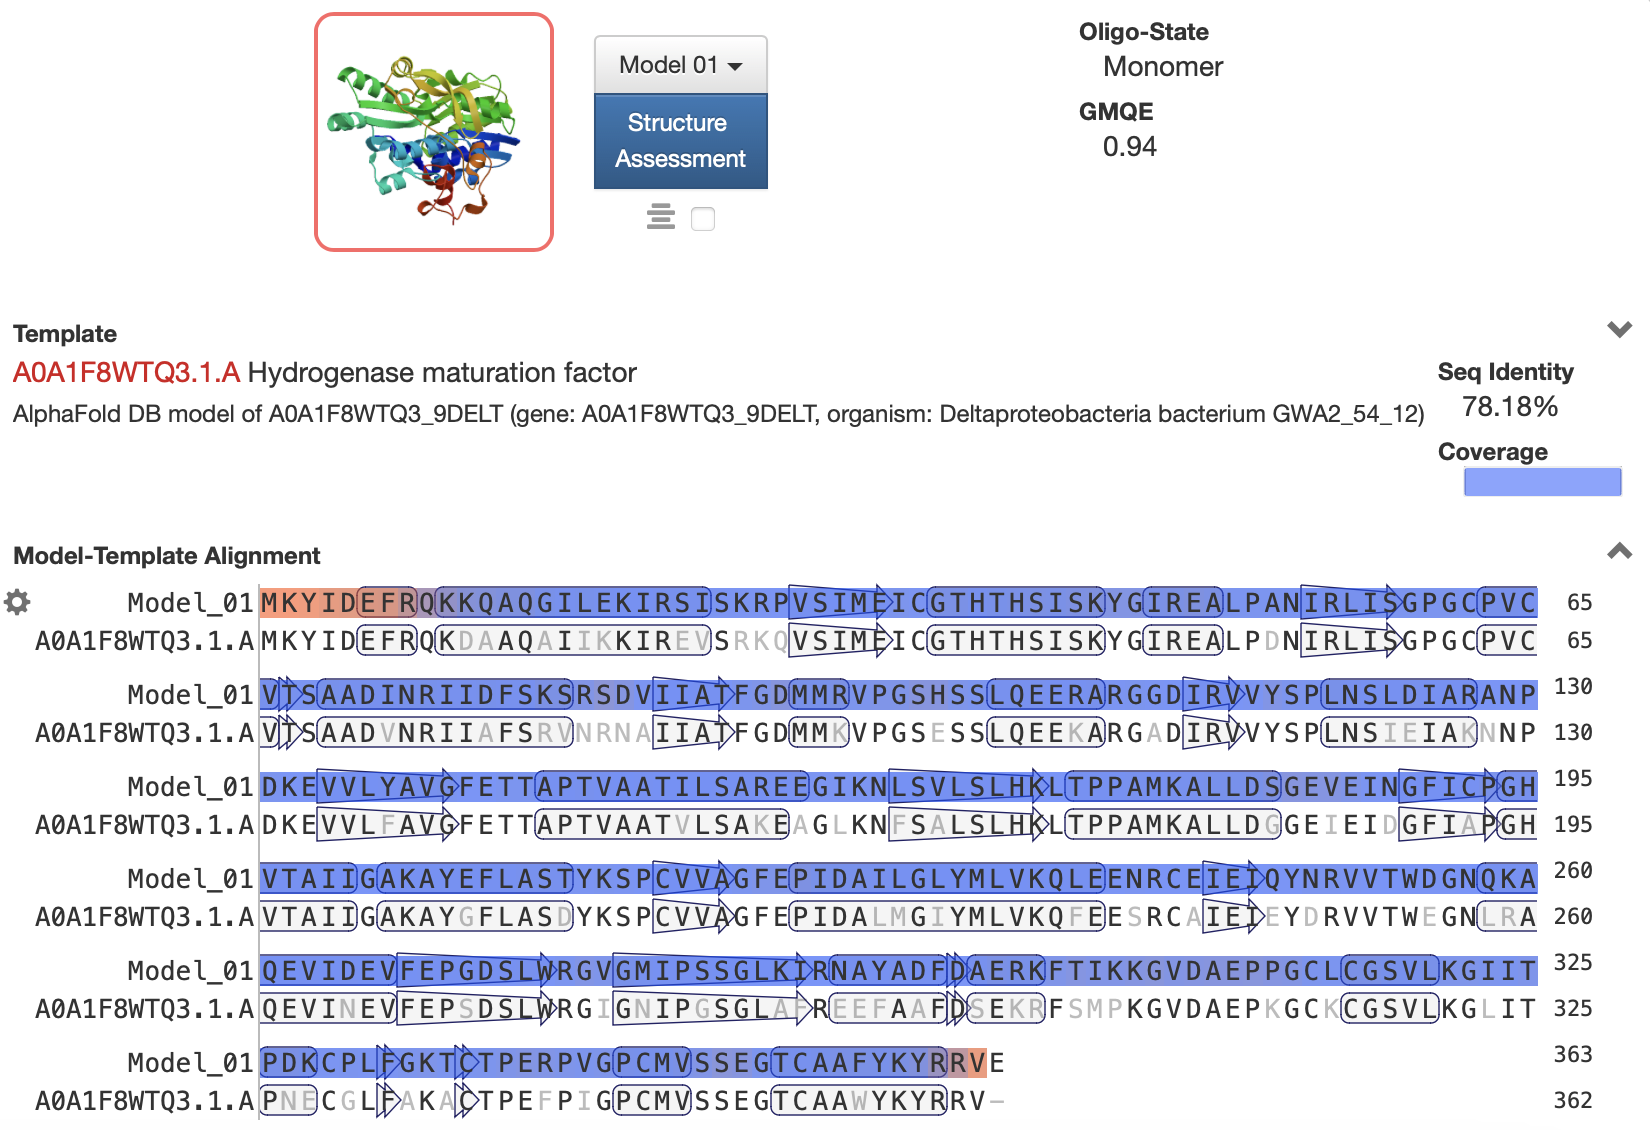 Model 01
Structure
Assessment
Oligo-State
Monomer
GMQE
0.94
Template
A0A1F8WTQ3.1.A Hydrogenase maturation factor
AlphaFold DB model of A0A1F8WTQ3_9DELT (gene: A0A1F8WTQ3_9DELT, organism: Deltaproteobacteria bacterium GWA2_54_12)
Seq Identity
78.18%
Coverage
Model-Template Alignment
Model_01 MKYIDEFRQKKQAQGILEKIRSISKRPVSIMEICGTHTHSISKYGIREALPANIRLISGPGCPVC 65
A0A1F8WTQ3.1.A MKYIDEFRQKDAAQAIIKKIREVSRKQVSIMEICGTHTHSISKYGIREALPDNIRLISGPGCPVC 65
Model_01 VTSAADINRIIDFSKSRSDVIIATFGDMMRVPGSHSSLQEERARGGDIRVVYSPLNSLDIARANP 130
A0A1F8WTQ3.1.A VTSAADVNRIIAFSRVNRNAIIATFGDMMKVPGSESSLQEEKARGADIRVVYSPLNSIEIAKNNP 130
Model_01 DKEVVLYAVGFETTAPTVAATILSAREEGIKNLSVLSLHKLTPPAMKALLDSGEVEINGFICPGH 195
A0A1F8WTQ3.1.A DKEVVLFAVGFETTAPTVAATVLSAKEAGLKNFSALSLHKLTPPAMKALLDGGEIEIDGFIAPGH 195
Model_01 VTAIIGAKAYEFLASTYKSPCVVAGFEPIDAILGLYMLVKQLEENRCEIEIQYNRVVTWDGNQKA 260
A0A1F8WTQ3.1.A VTAIIGAKAYGFLASDYKSPCVVAGFEPIDALMGIYMLVKQFEESRCAIEIEYDRVVTWEGNLRA 260
Model_01 QEVIDEVFEPGDSLWRGVGMIPSSGLKIRNAYADFDAERKFTIKKGVDAEPPGCLCGSVLKGIIT 325
A0A1F8WTQ3.1.A QEVINEVFEPSDSLWRGIGNIPGSGLAFREEFAAFDSEKRFSMPKGVDAEPKGCKCGSVLKGLIT 325
Model_01 PDKCPLFGKTCTPERPVGPCMVSSEGTCAAFYKYRRVE 363
A0A1F8WTQ3.1.A PNECGLFAKACTPEFPIGPCMVSSEGTCAAWYKYRRV- 362